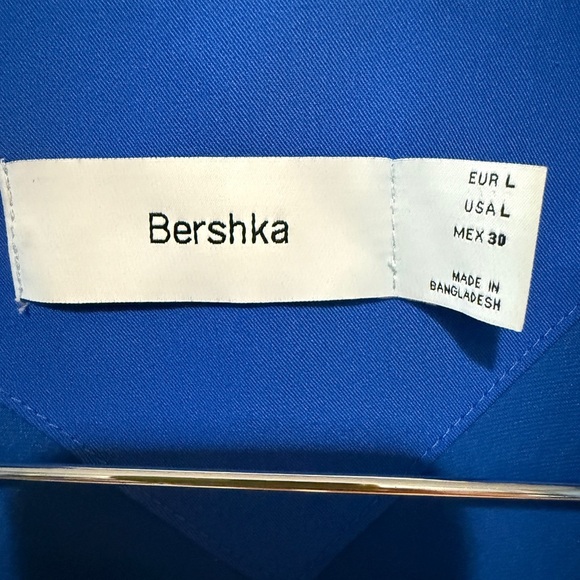 Bershka
EUR L
USA L
MEX 30
MADE IN
BANGLADESH